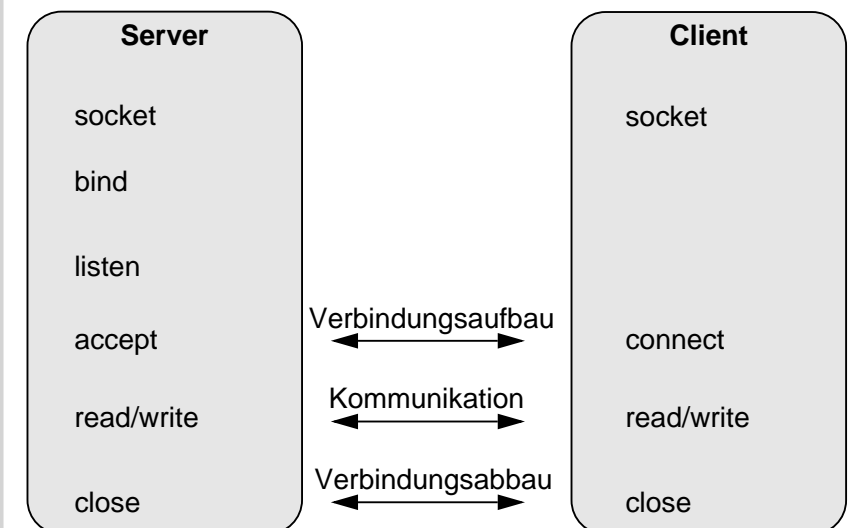 Server
Client
socket
socket
bind
listen
accept
Verbindungsaufbau
connect
read/write
Kommunikation
read/write
close
Verbindungsabbau
close